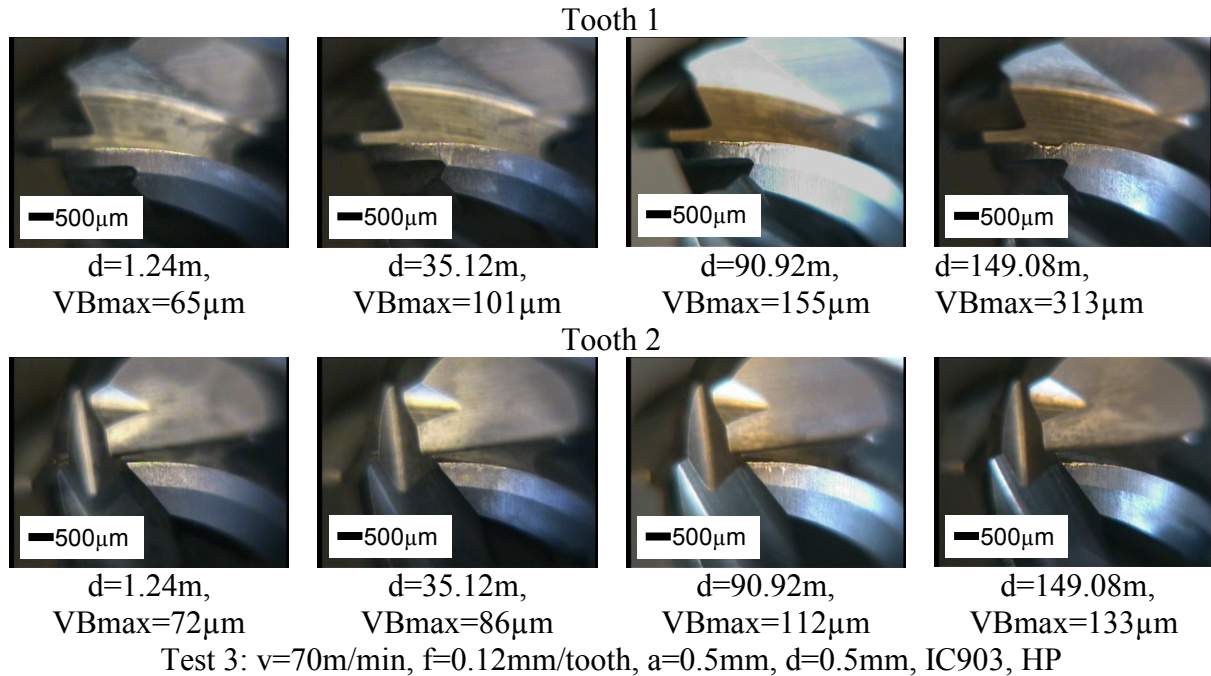 Tooth 1
500µm 500µm 500µm 500µm
d=1.24m, d=35.12m, d=90.92m, d=149.08m,
VBmax=65µm VBmax=101µm VBmax=155µm VBmax=313µm
Tooth 2
500µm 500µm 500µm 500µm
d=1.24m, d=35.12m, d=90.92m, d=149.08m,
VBmax=72µm VBmax=86µm VBmax=112µm VBmax=133µm
Test 3: v=70m/min, f=0.12mm/tooth, a=0.5mm, d=0.5mm, IC903, HP